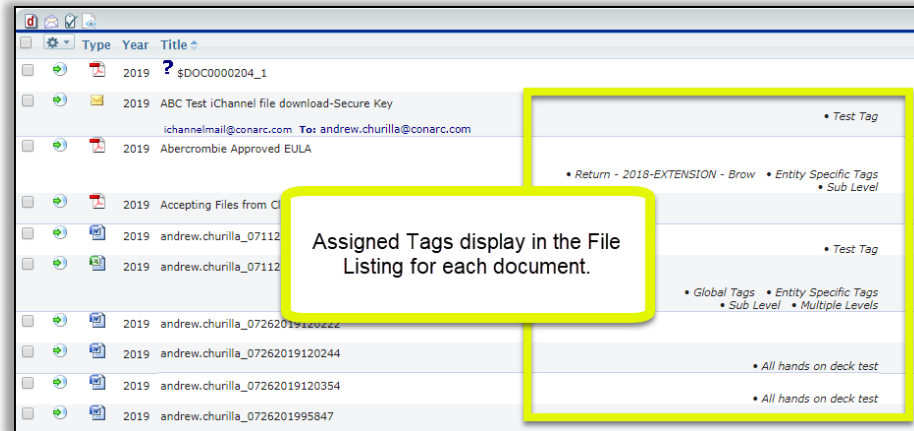 Type Year Title
2019 ? $DOC0000204_1
2019 ABC Test iChannel file download-Secure Key
• Test Tag
ichannelmail@conarc.com To: andrew.churilla@conarc.com
2019 Abercrombie Approved EULA
• Return - 2018-EXTENSION - Brow • Entity Specific Tags
• Sub Level
2019 Accepting Files from Cl
Assigned Tags display in the File
Listing for each document.
2019 andrew.churilla_07112
• Test Tag
2019 andrew.churilla_07112
• Global Tags • Entity Specific Tags
• Sub Level • Multiple Levels
2019 andrew.churilla_07262019120222
2019 andrew.churilla_07262019120244
• All hands on deck test
2019 andrew.churilla_07262019120354
• All hands on deck test
2019 andrew.churilla_0726201995847